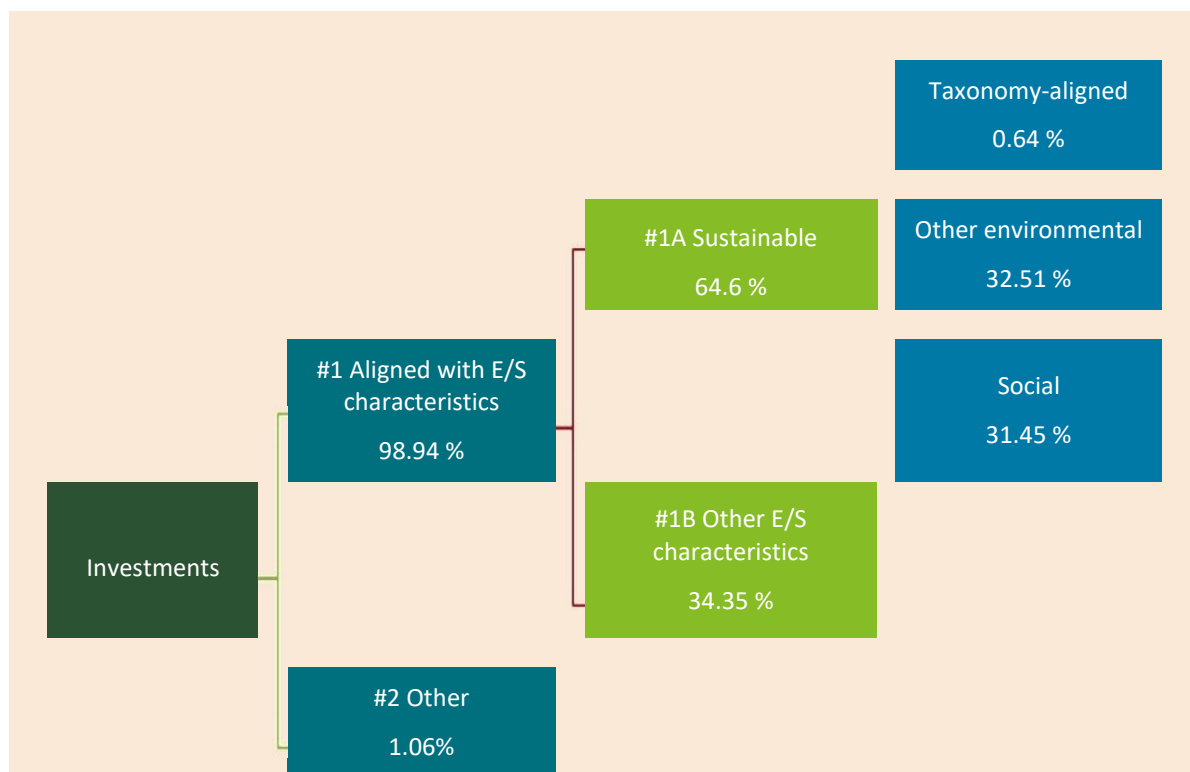 Taxonomy-aligned
0.64 %
#1A Sustainable
64.6 %
Other environmental
32.51 %
#1 Aligned with E/S
characteristics
98.94 %
Social
31.45 %
Investments
#1B Other E/S
characteristics
34.35 %
#2 Other
1.06%